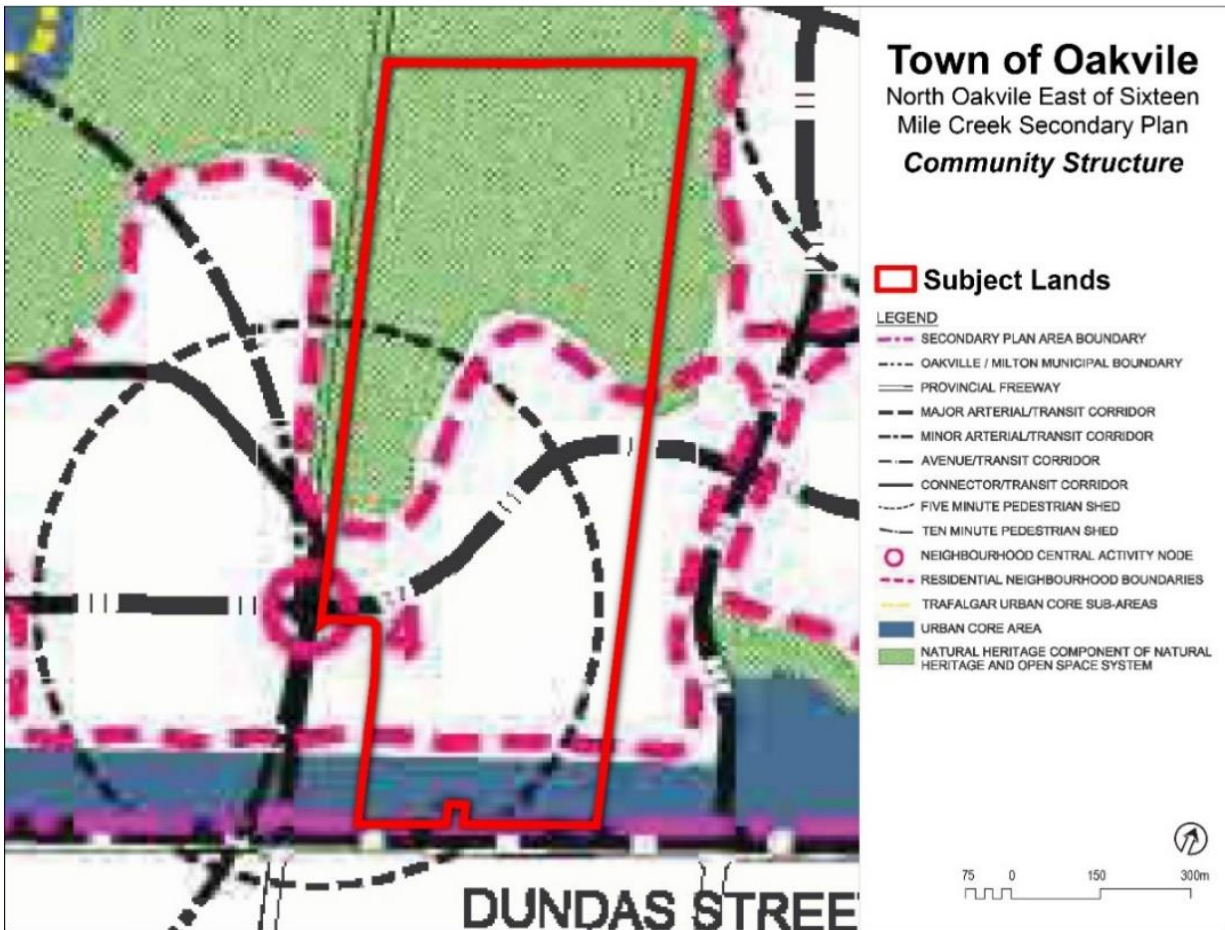 Town of Oakvile
North Oakvile East of Sixteen
Mile Creek Secondary Plan
Community Structure
Subject Lands
LEGEND
SECONDARY PLAN AREA BOUNDARY
OAKVILLE / MILTON MUNICIPAL BOUNDARY
PROVINCIAL FREEWAY
MAJOR ARTERIAL/TRANSIT CORRIDOR
MINOR ARTERIAL/TRANSIT CORRIDOR
AVENUE/TRANSIT CORRIDOR
CONNECTOR/TRANSIT CORRIDOR
FIVE MINUTE PEDESTRIAN SHED
TEN MINUTE PEDESTRIAN SHED
NEIGHBOURHOOD CENTRAL ACTIVITY NODE
RESIDENTIAL NEIGHBOURHOOD BOUNDARIES
TRAFALGAR URBAN CORE SUB-AREAS
URBAN CORE AREA
NATURAL HERITAGE COMPONENT OF NATURAL
HERITAGE AND OPEN SPACE SYSTEM
75 0 150 300m
4
DUNDAS STREE